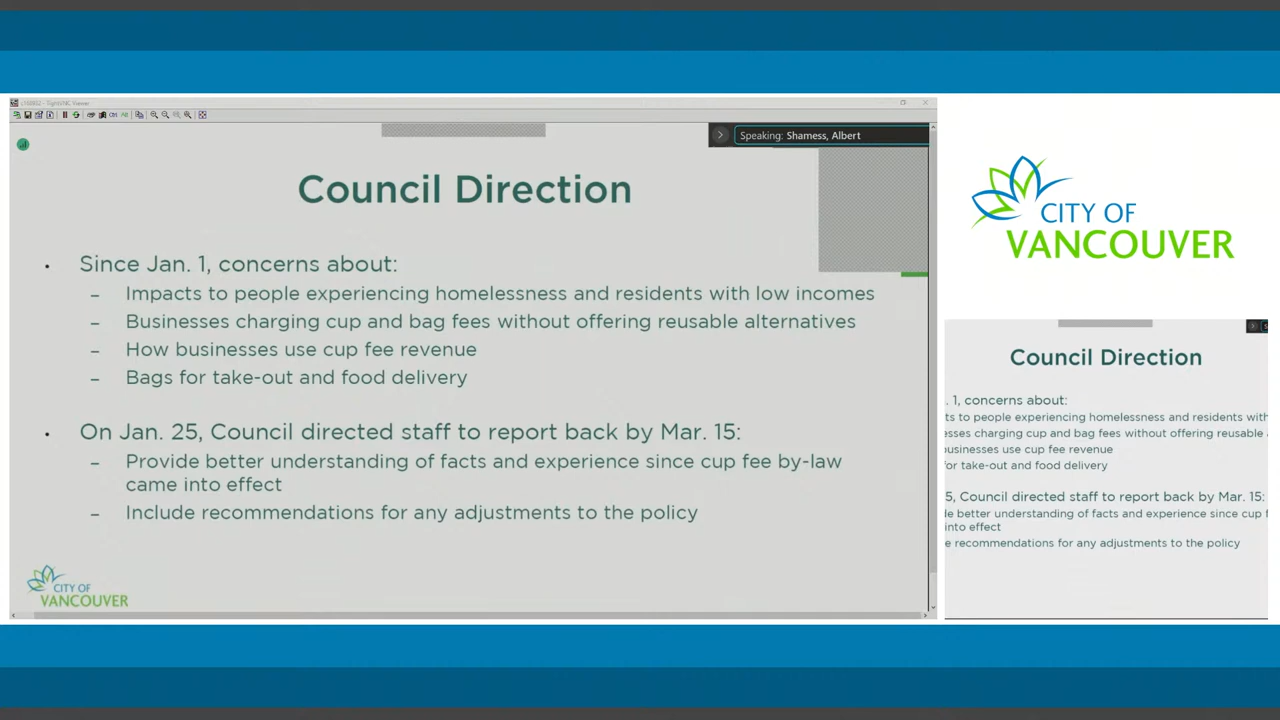 L160852 - TightVNC Viewer
Speaking: Shamess, Albert
Council Direction
• Since Jan. 1, concerns about:
– Impacts to people experiencing homelessness and residents with low incomes
– Businesses charging cup and bag fees without offering reusable alternatives
– How businesses use cup fee revenue
– Bags for take-out and food delivery
• On Jan. 25, Council directed staff to report back by Mar. 15:
– Provide better understanding of facts and experience since cup fee by-law
came into effect
– Include recommendations for any adjustments to the policy
CITY OF
VANCOUVER
CITY OF
VANCOUVER
Council Direction
. 1, concerns about:
ts to people experiencing homelessness and residents with
esses charging cup and bag fees without offering reusable
businesses use cup fee revenue
for take-out and food delivery
5, Council directed staff to report back by Mar. 15:
de better understanding of facts and experience since cup f
into effect
e recommendations for any adjustments to the policy